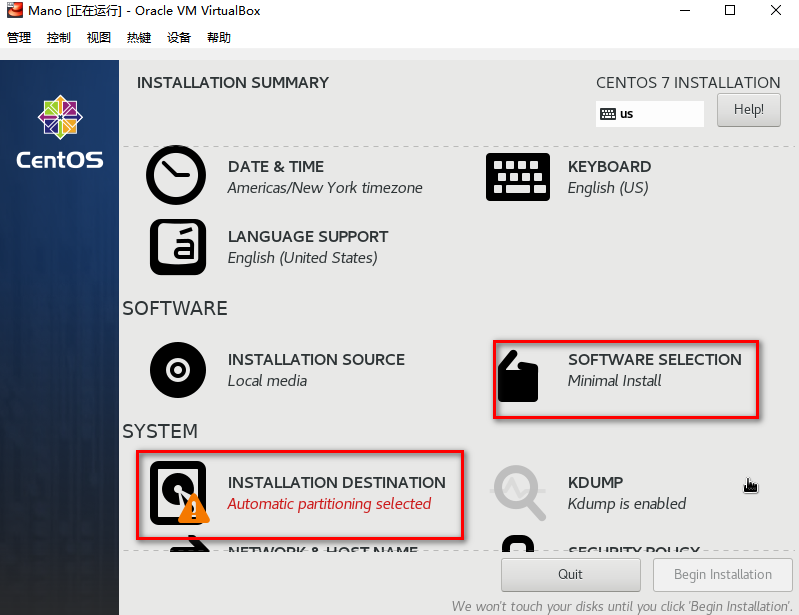 Mano [正在运行] - Oracle VM VirtualBox
管理 控制 视图 热键 设备 帮助
CentOS
INSTALLATION SUMMARY
CENTOS 7 INSTALLATION
us
Help!
DATE & TIME
Americas/New York timezone
KEYBOARD
English (US)
LANGUAGE SUPPORT
English (United States)
SOFTWARE
INSTALLATION SOURCE
Local media
SOFTWARE SELECTION
Minimal Install
SYSTEM
INSTALLATION DESTINATION
Automatic partitioning selected
KDUMP
Kdump is enabled
NETWORK & HOST NAME
SECURITY POLICY
Quit
Begin Installation
We won't touch your disks until you click 'Begin Installation'.